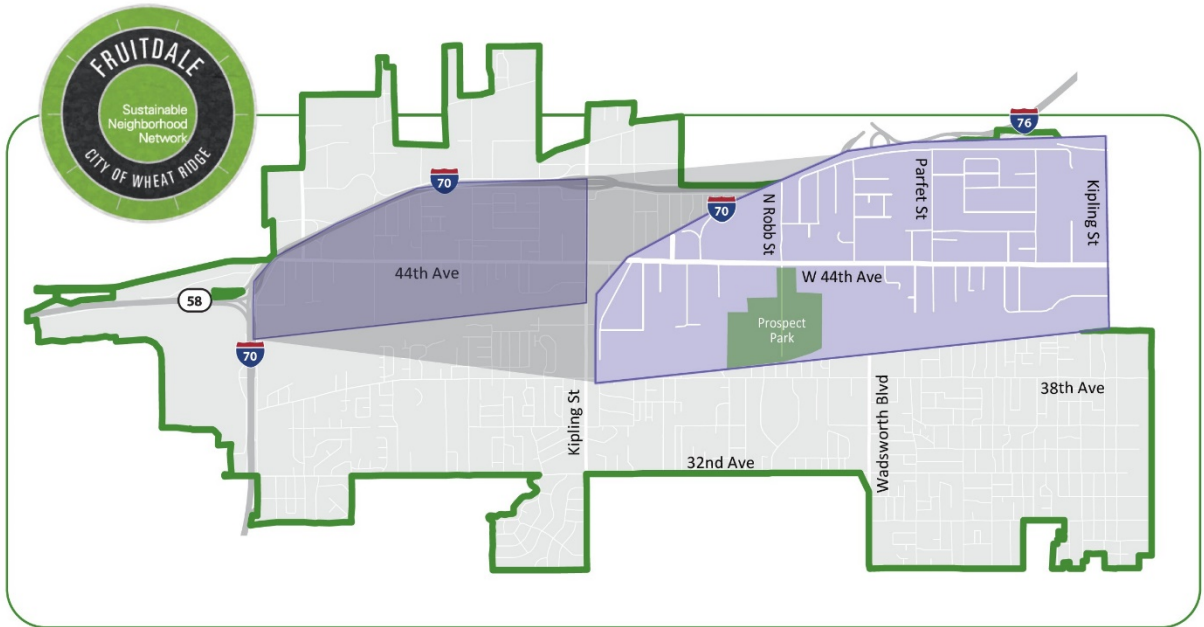 FRUITDALE
Sustainable
Neighborhood
Network
CITY OF WHEAT RIDGE
76
70
70
N Robb St
Parfet St
Kipling St
44th Ave
W 44th Ave
58
Prospect
Park
70
Kipling St
Wadsworth Blvd
38th Ave
32nd Ave